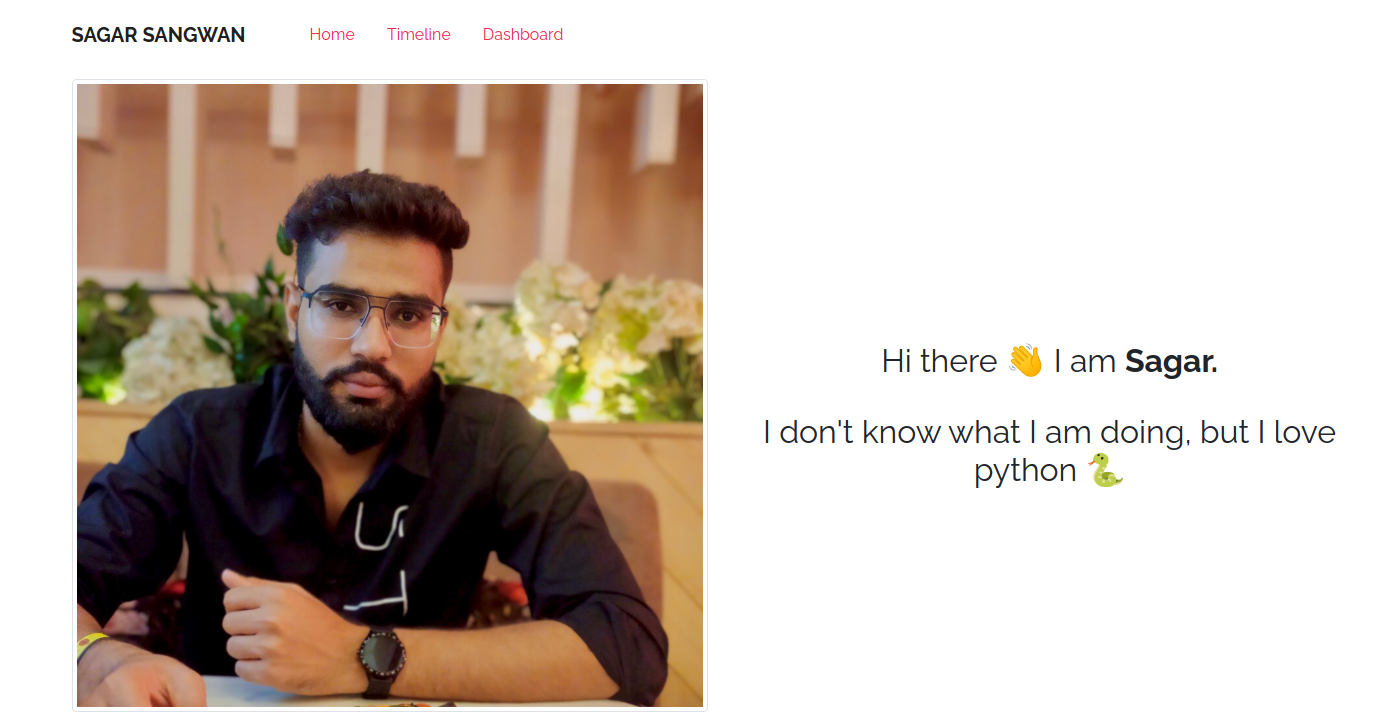 SAGAR SANGWAN Home Timeline Dashboard
Hi there 👋 I am Sagar.
I don't know what I am doing, but I love
python 🐍